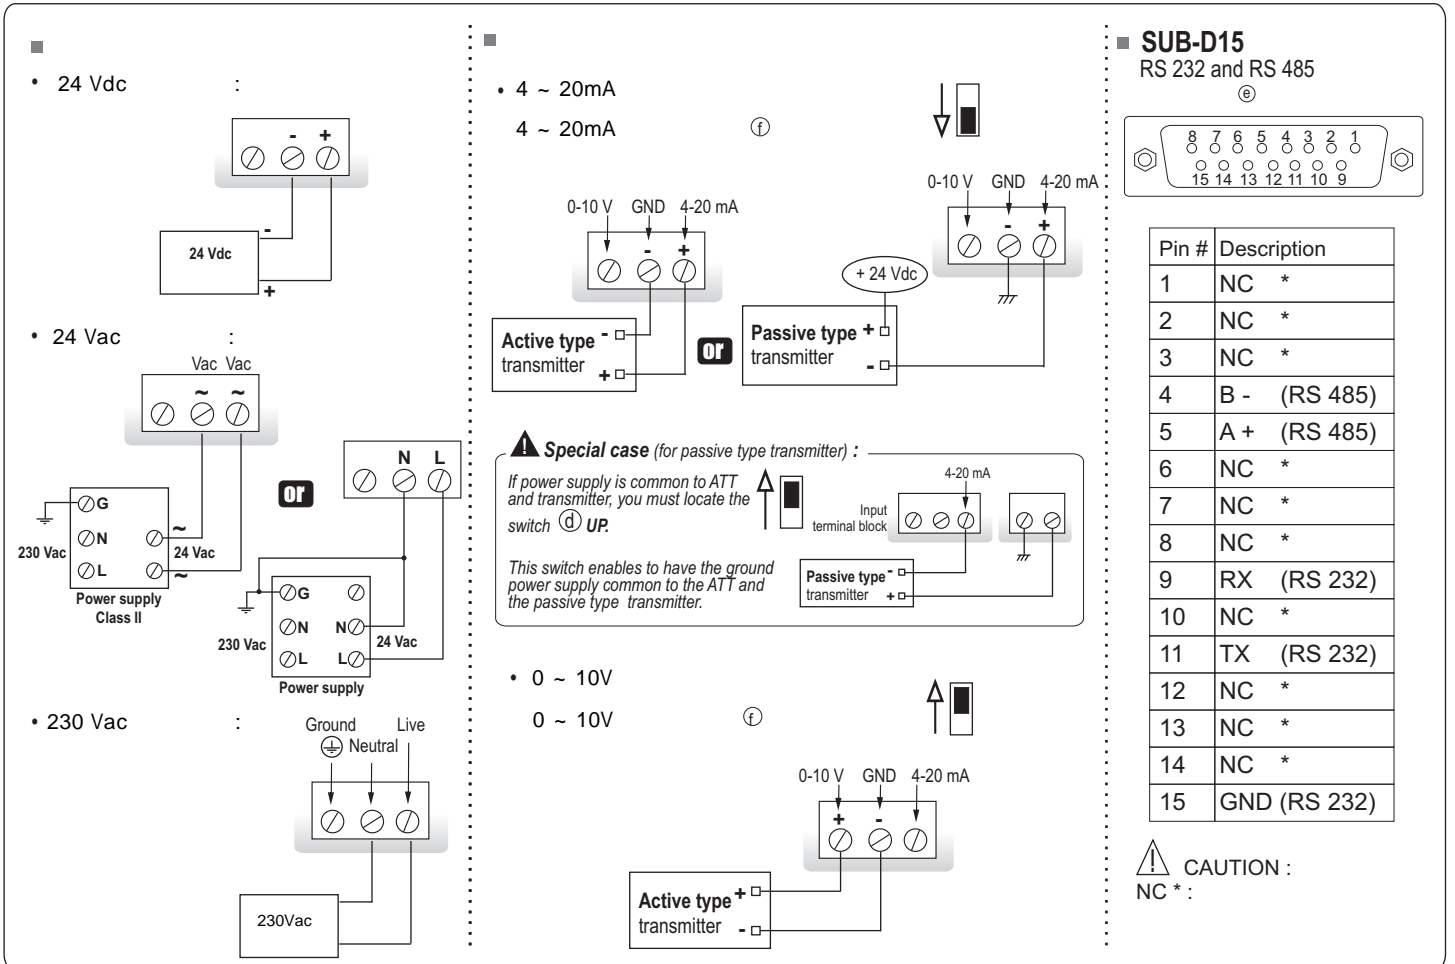 • 24 Vdc :
- +
24 Vdc
-
+
• 24 Vac :
Vac Vac
~ ~
G
N
L
230 Vac
~
24 Vac
~
Power supply
Class II
or
N L
G
N N
L L
230 Vac
24 Vac
Power supply
• 230 Vac :
Ground Live
Neutral
230Vac
• 4 ~ 20mA
4 ~ 20mA f
0-10 V GND 4-20 mA
- +
Active type -
transmitter +
or
0-10 V GND 4-20 mA
- +
+ 24 Vdc
Passive type +
transmitter -
Special case (for passive type transmitter) :
If power supply is common to ATT
and transmitter, you must locate the
switch d UP.
This switch enables to have the ground
power supply common to the ATT and
the passive type transmitter.
4-20 mA
Input
terminal block
Passive type -
transmitter +
• 0 ~ 10V
0 ~ 10V f
0-10 V GND 4-20 mA
+ -
Active type +
transmitter -
SUB-D15
RS 232 and RS 485
e
8 7 6 5 4 3 2 1
15 14 13 12 11 10 9
Pin # Description
1 NC *
2 NC *
3 NC *
4 B - (RS 485)
5 A + (RS 485)
6 NC *
7 NC *
8 NC *
9 RX (RS 232)
10 NC *
11 TX (RS 232)
12 NC *
13 NC *
14 NC *
15 GND (RS 232)
CAUTION :
NC * :